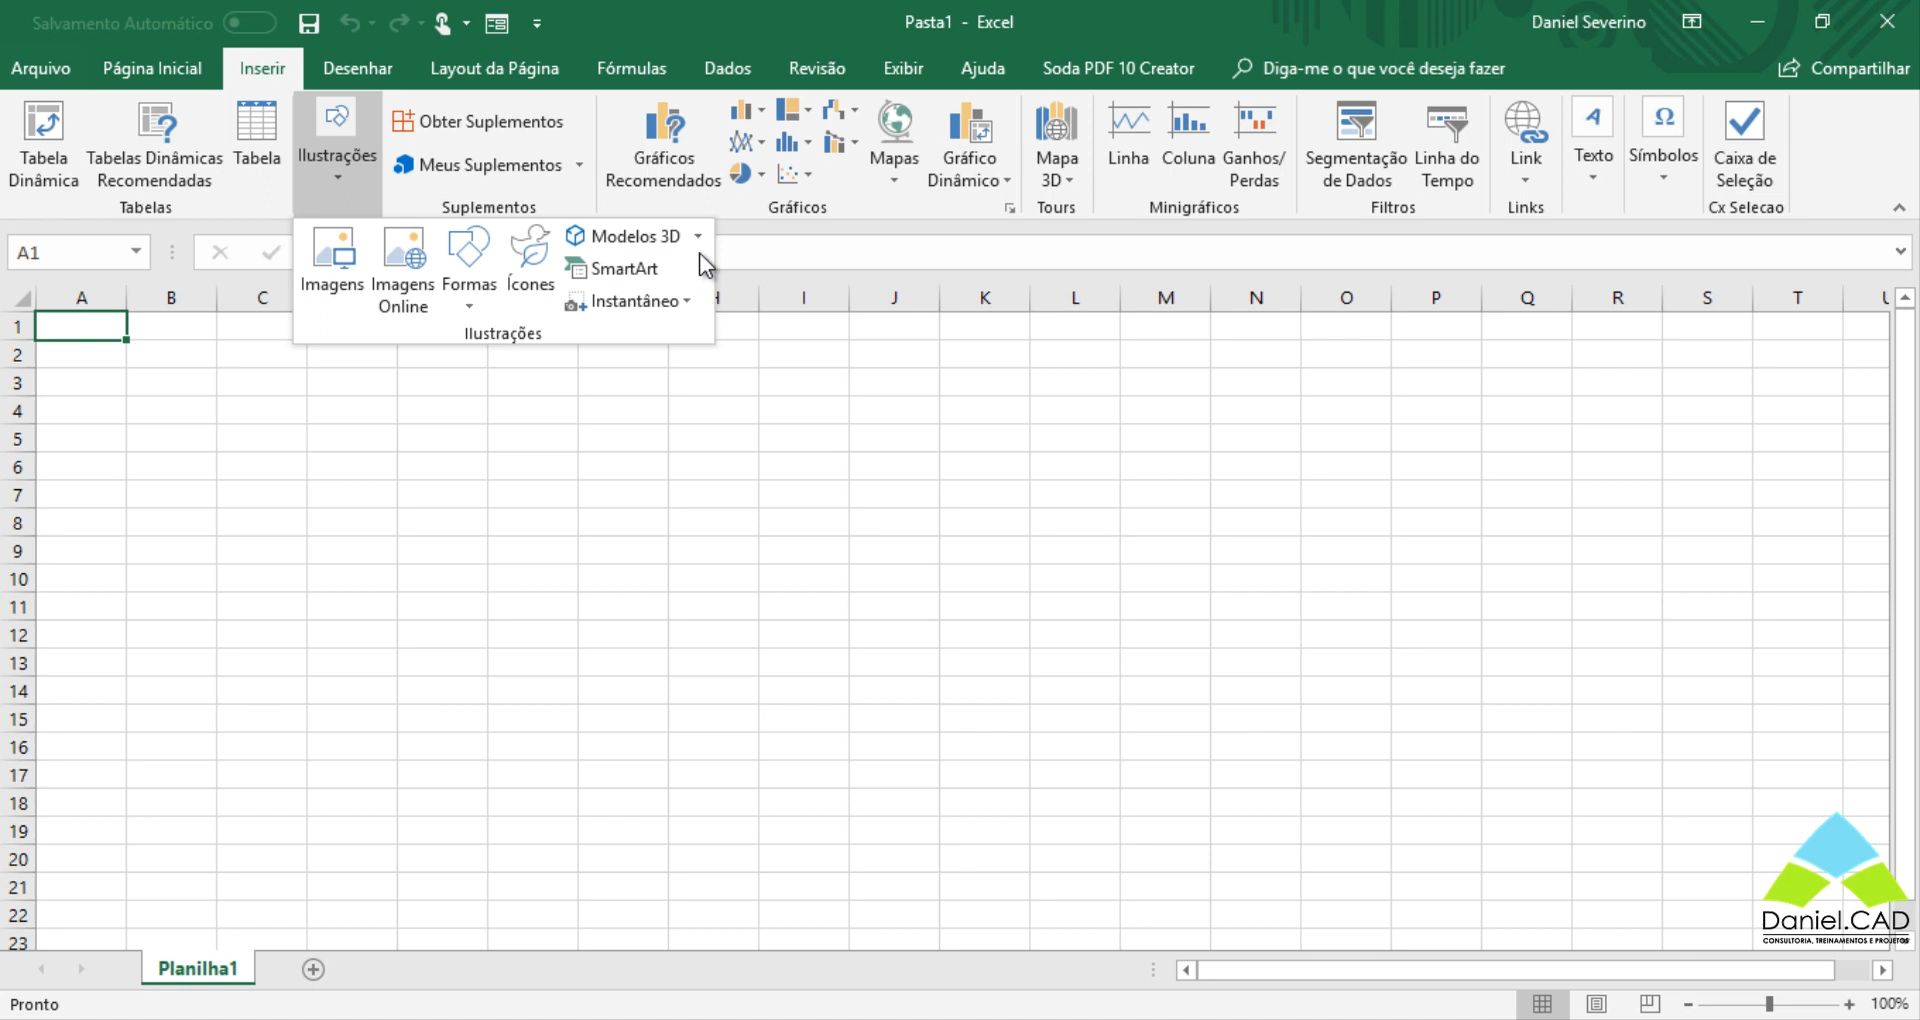 Salvamento Automático
Pasta1 - Excel
Daniel Severino
Arquivo
Página Inicial
Inserir
Desenhar
Layout da Página
Fórmulas
Dados
Revisão
Exibir
Ajuda
Soda PDF 10 Creator
Diga-me o que você deseja fazer
Compartilhar
Tabela
Dinâmica
Tabelas Dinâmicas
Recomendadas
Tabela
Tabelas
Ilustrações
Obter Suplementos
Meus Suplementos
Suplementos
Gráficos
Recomendados
Mapas
Gráfico
Dinâmico
Gráficos
Mapa
3D
Tours
Linha
Coluna
Ganhos/
Perdas
Minigráficos
Segmentação
de Dados
Linha do
Tempo
Filtros
Link
Links
A
Texto
Ω
Símbolos
Caixa de
Seleção
Cx Selecao
Imagens
Imagens
Online
Formas
Ícones
Modelos 3D
SmartArt
Instantâneo
Ilustrações
A1
A B C H I J K L M N O P Q R S T U
1
2
3
4
5
6
7
8
9
10
11
12
13
14
15
16
17
18
19
20
21
22
23
Daniel.CAD
CONSULTORIA, TREINAMENTOS E PROJETOS
Planilha1
Pronto
100%